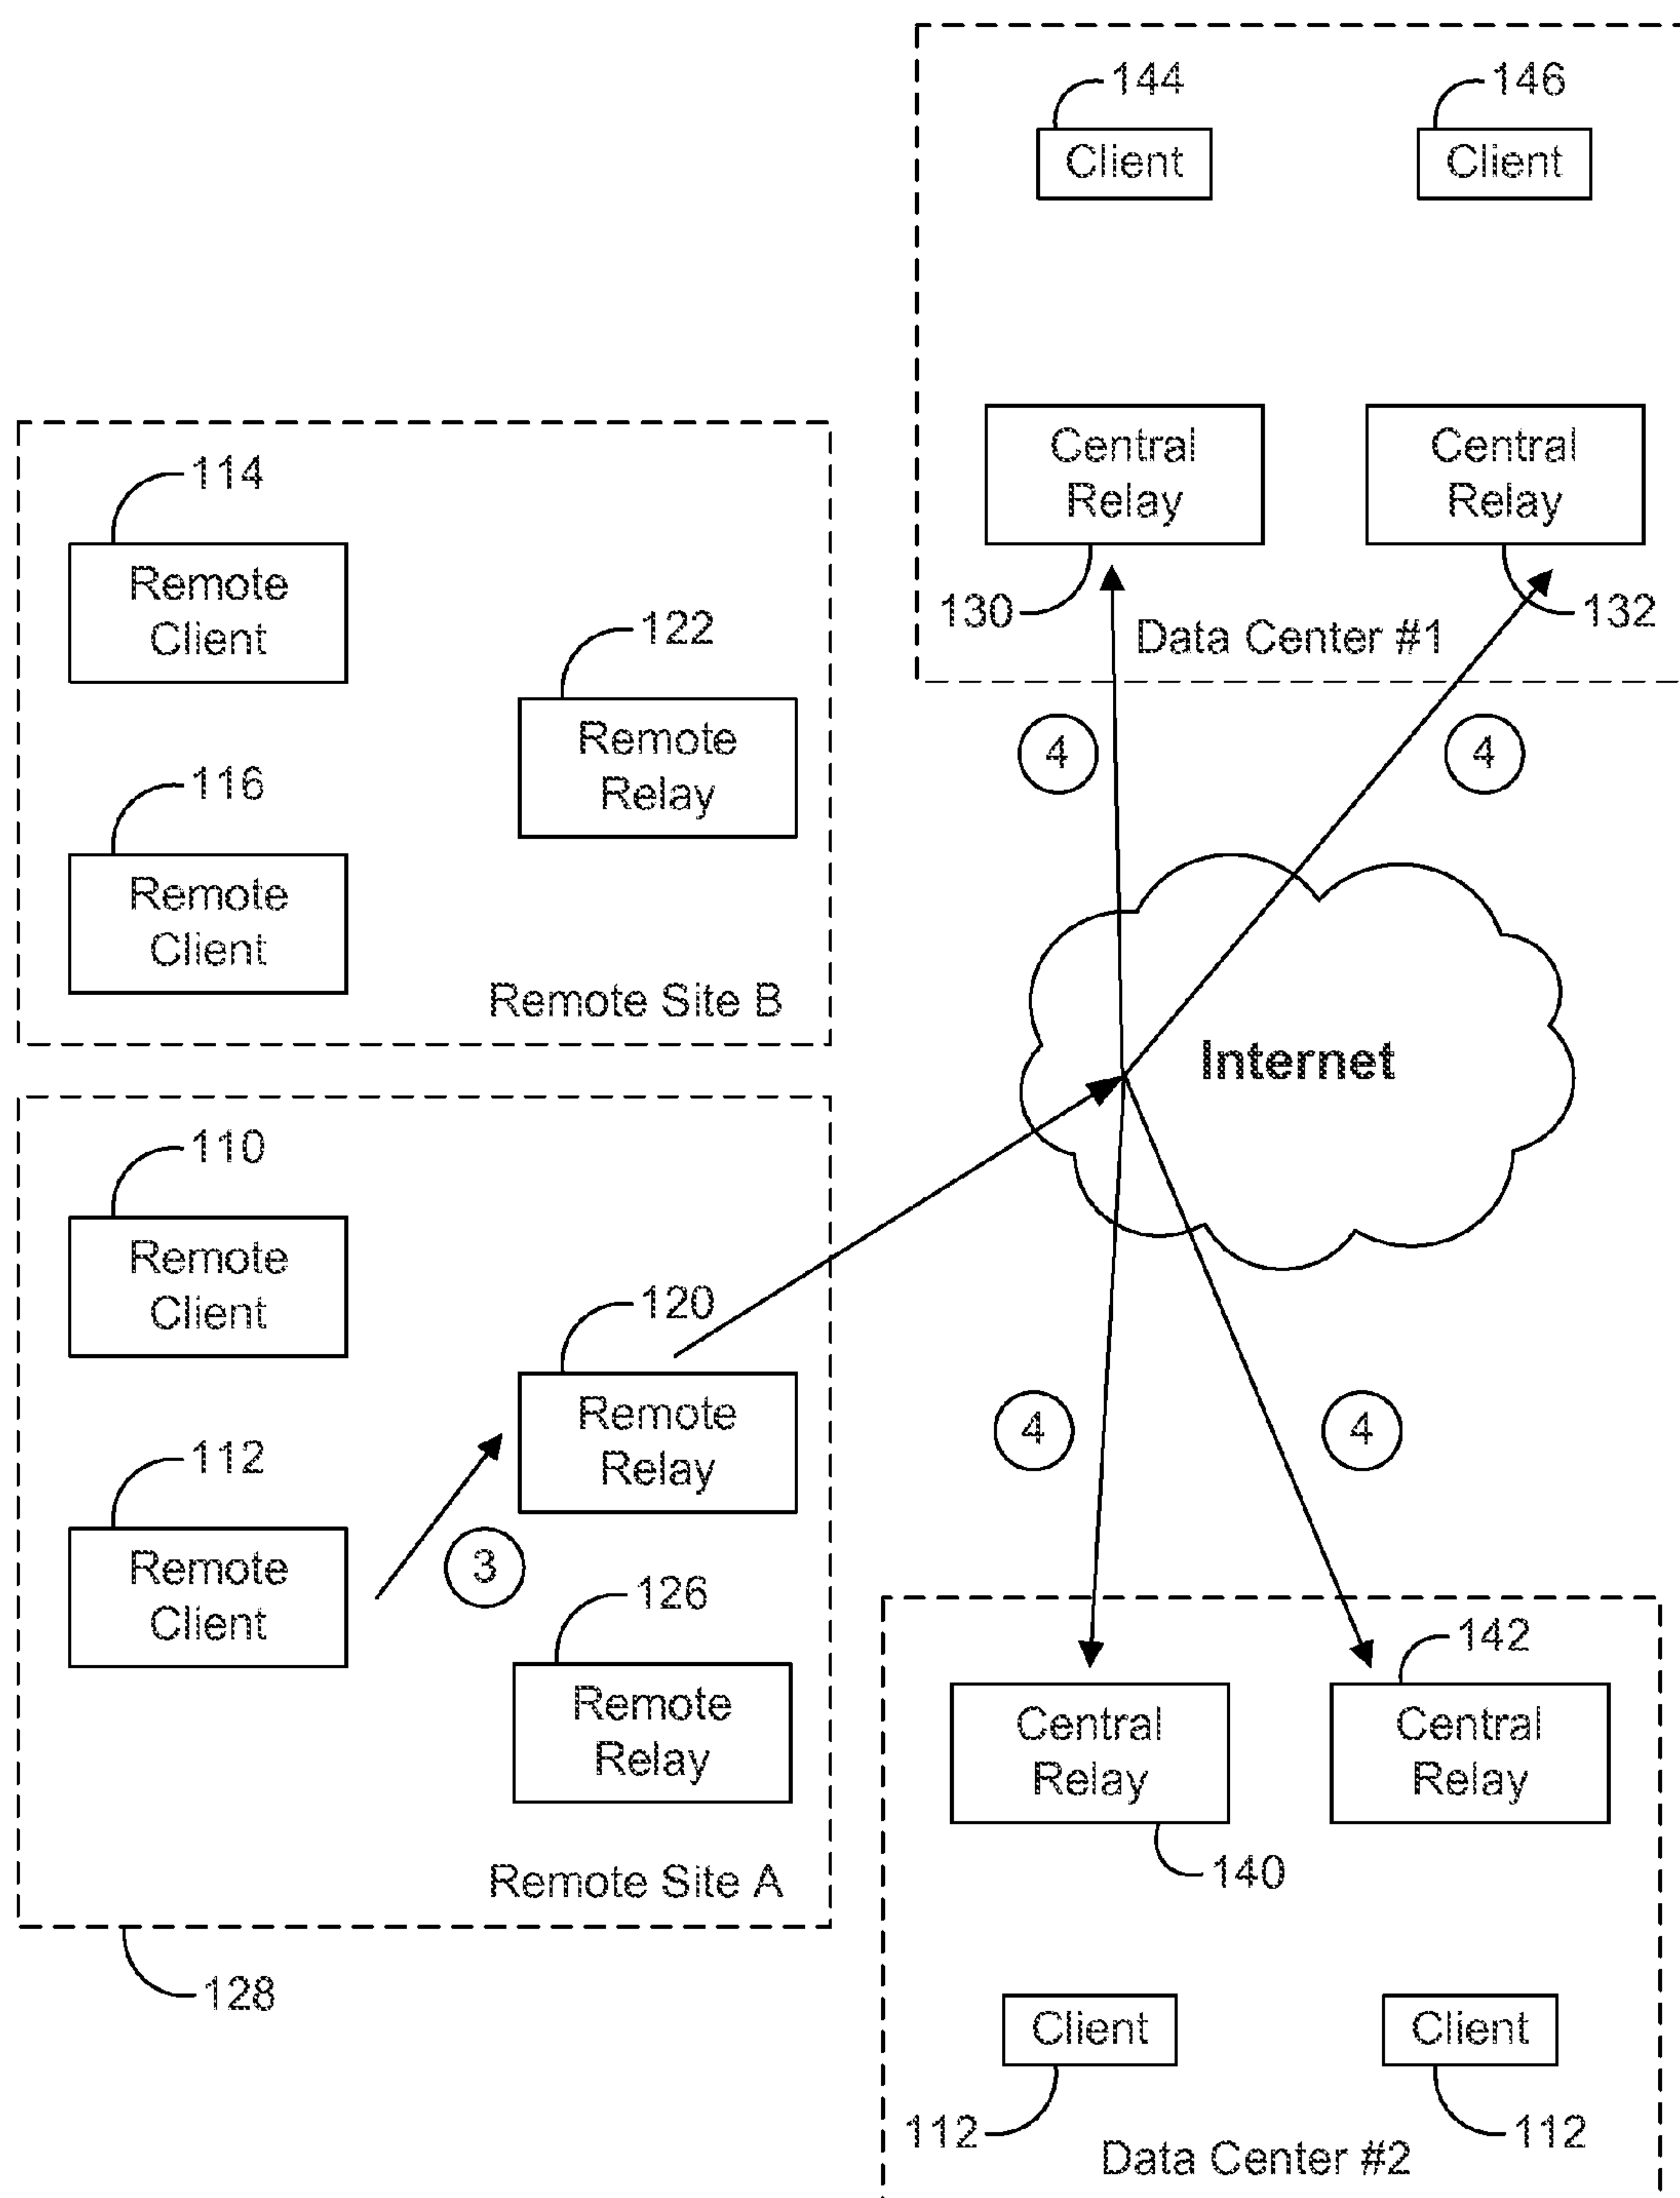 144
146
Client
Client
Central
Relay
Central
Relay
130
132
Data Center #1
4
4
114
Remote
Client
122
Remote
Relay
116
Remote
Client
Remote Site B
Internet
110
Remote
Client
120
Remote
Relay
112
Remote
Client
3
126
Remote
Relay
Remote Site A
128
4
4
142
Central
Relay
Central
Relay
140
Client
Client
112
112
Data Center #2